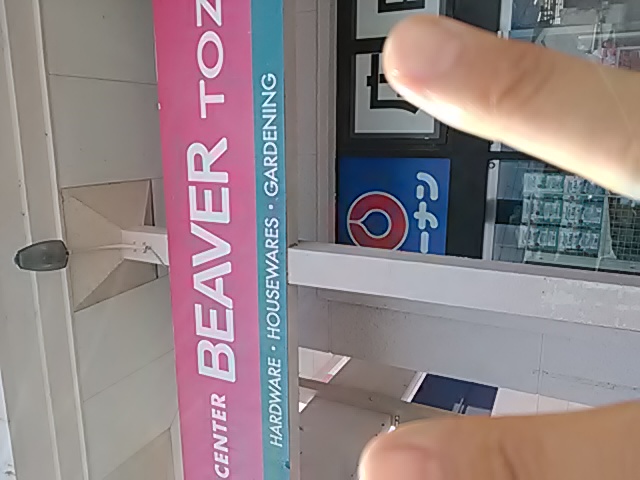 CENTER BEAVER TOZ
HARDWARE・HOUSEWARES・GARDENING
ーナン